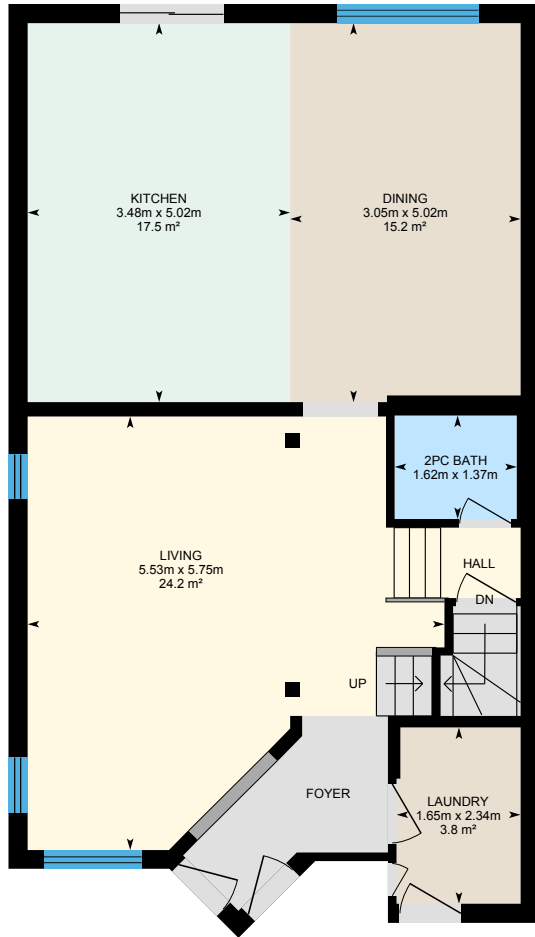 KITCHEN
3.48m x 5.02m
17.5 m²
DINING
3.05m x 5.02m
15.2 m²
2PC BATH
1.62m x 1.37m
LIVING
5.53m x 5.75m
24.2 m²
HALL
DN
UP
FOYER
LAUNDRY
1.65m x 2.34m
3.8 m²